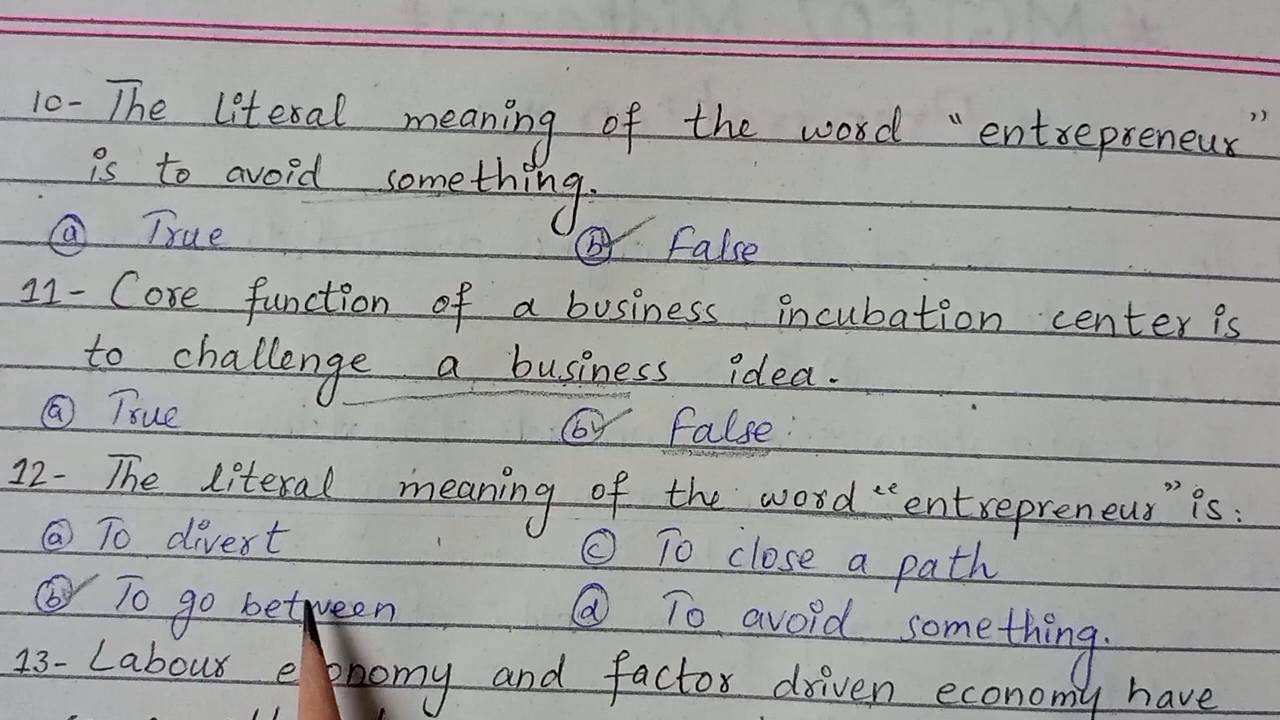 10- The literal meaning of the word "entrepreneur"
is to avoid something.
a True b False
11- Core function of a business incubation center is
to challenge a business idea.
a True b False
12- The literal meaning of the word "entrepreneur" is:
a To divert c To close a path
b To go between d To avoid something.
13- Labour economy and factor driven economy have